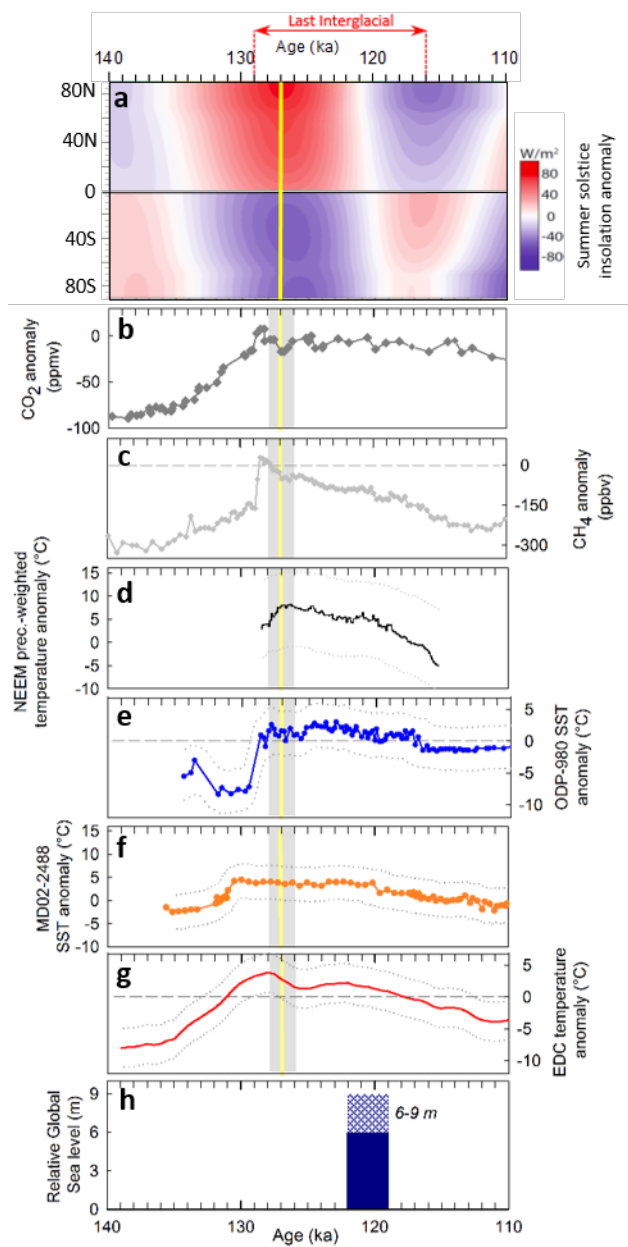 Last Interglacial
Age (ka)
140 130 120 110
a
80N
40N
0
40S
80S
W/m²
80
40
0
-40
-80
Summer solstice
insolation anomaly
b
0
-50
-100
CO2 anomaly
(ppmv)
c
0
-150
-300
CH4 anomaly
(ppbv)
d
15
10
5
0
-5
-10
NEEM prec.-weighted
temperature anomaly (°C)
e
5
0
-5
-10
ODP-980 SST
anomaly (°C)
f
15
10
5
0
-5
-10
MD02-2488
SST anomaly (°C)
g
5
0
-5
-10
EDC temperature
anomaly (°C)
h
9
6
3
0
6-9 m
Relative Global
Sea level (m)
140 130 120 110
Age (ka)